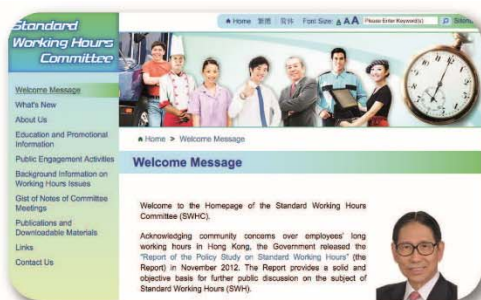 Standard
Working Hours
Committee
Home 繁體 簡体 Font Size: A A A Please Enter Keyword(s)
Welcome Message
What's New
About Us
Education and Promotional
Information
Public Engagement Activities
Background Information on
Working Hours Issues
Gist of Notes of Committee
Meetings
Publications and
Downloadable Materials
Links
Contact Us
Home > Welcome Message
Welcome Message
Welcome to the Homepage of the Standard Working Hours
Committee (SWHC).
Acknowledging community concerns over employees' long
working hours in Hong Kong, the Government released the
"Report of the Policy Study on Standard Working Hours" (the
Report) in November 2012. The Report provides a solid and
objective basis for further public discussion on the subject of
Standard Working Hours (SWH).